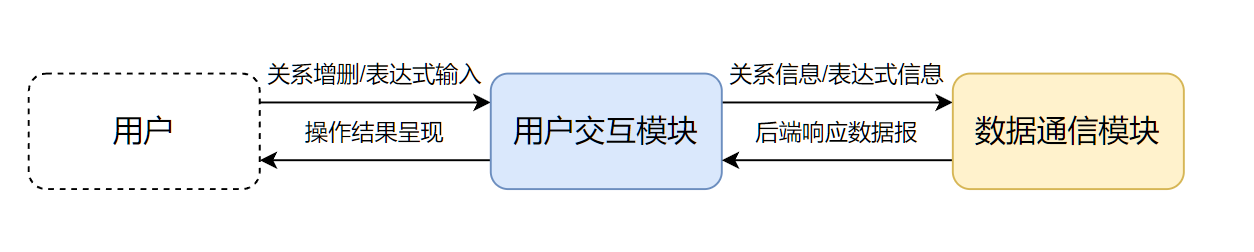 关系增删/表达式输入
关系信息/表达式信息
用户
操作结果呈现
用户交互模块
后端响应数据报
数据通信模块